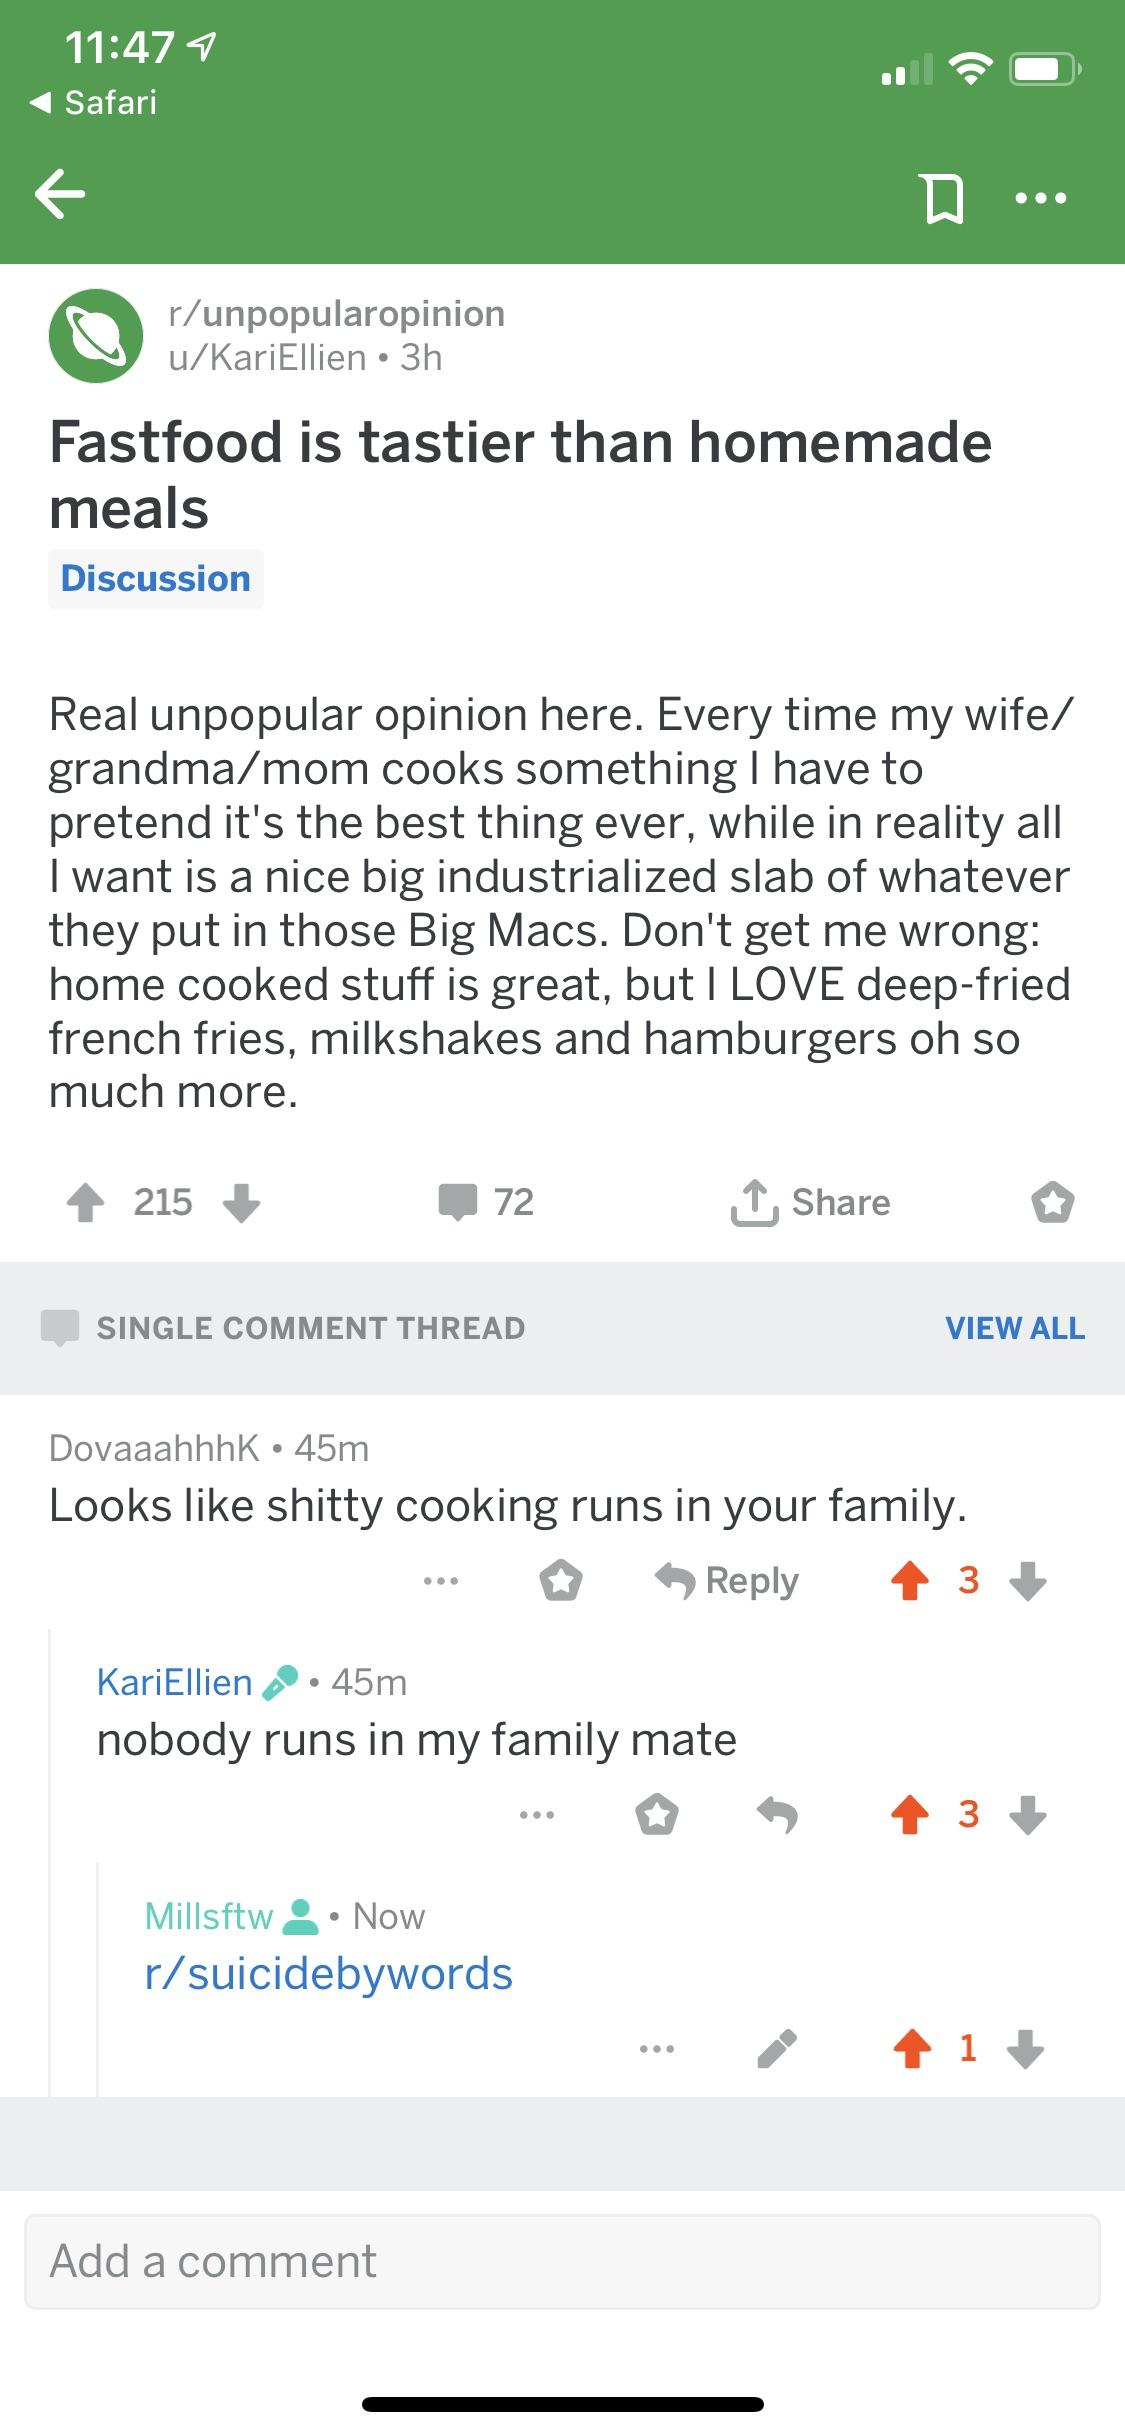 11:47
Safari
r/unpopularopinion
u/KariEllien • 3h
Fastfood is tastier than homemade
meals
Discussion
Real unpopular opinion here. Every time my wife/
grandma/mom cooks something I have to
pretend it's the best thing ever, while in reality all
I want is a nice big industrialized slab of whatever
they put in those Big Macs. Don't get me wrong:
home cooked stuff is great, but I LOVE deep-fried
french fries, milkshakes and hamburgers oh so
much more.
215 72 Share
SINGLE COMMENT THREAD VIEW ALL
DovaaahhhK • 45m
Looks like shitty cooking runs in your family.
Reply 3
KariEllien • 45m
nobody runs in my family mate
3
Millsftw • Now
r/suicidebywords
1
Add a comment